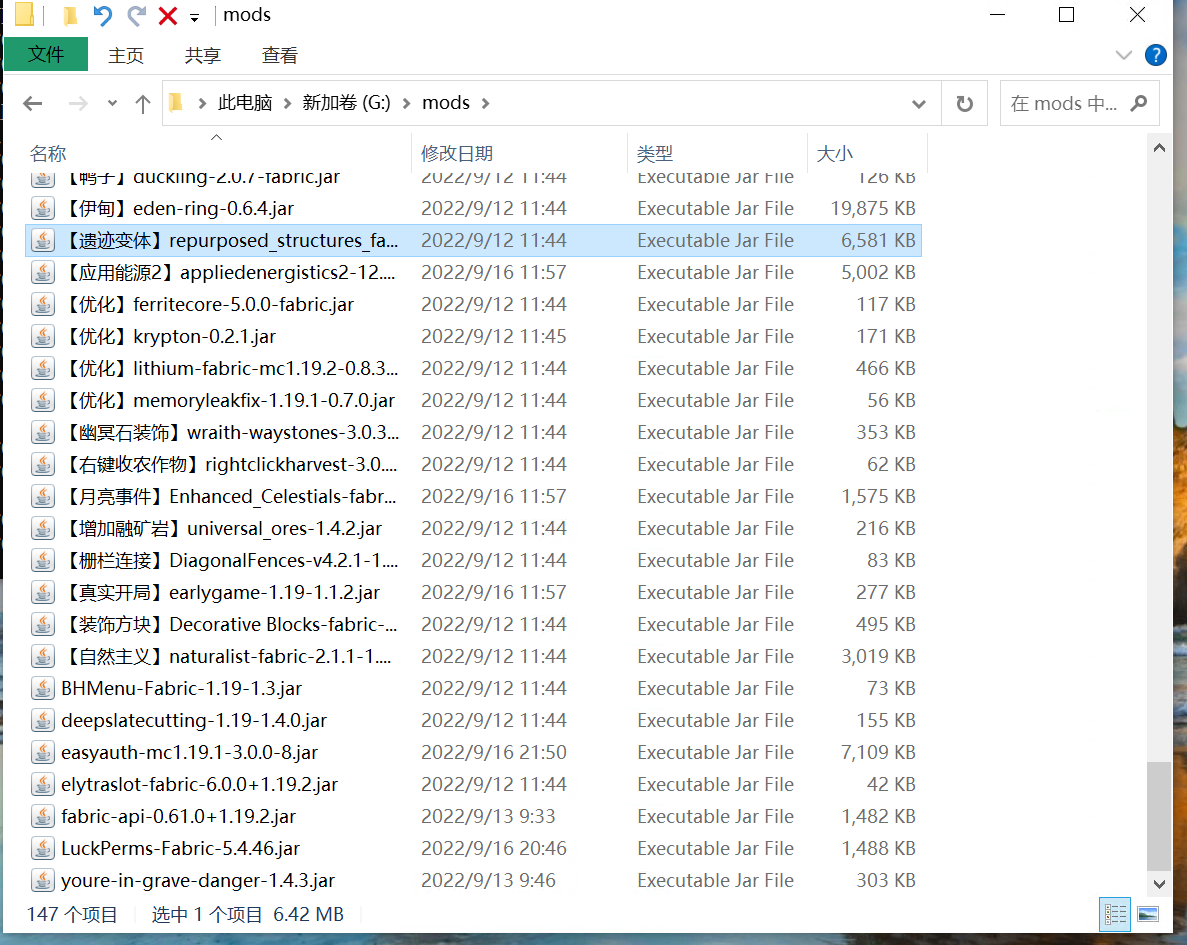 mods
文件 主页 共享 查看
此电脑 新加卷 (G:) mods 在 mods 中...
名称 修改日期 类型 大小
【鸭子】duckling-2.0.7-fabric.jar 2022/9/12 11:44 Executable Jar File 126 KB
【伊甸】eden-ring-0.6.4.jar 2022/9/12 11:44 Executable Jar File 19,875 KB
【遗迹变体】repurposed_structures_fa... 2022/9/12 11:44 Executable Jar File 6,581 KB
【应用能源2】appliedenergistics2-12.... 2022/9/16 11:57 Executable Jar File 5,002 KB
【优化】ferritecore-5.0.0-fabric.jar 2022/9/12 11:44 Executable Jar File 117 KB
【优化】krypton-0.2.1.jar 2022/9/12 11:45 Executable Jar File 171 KB
【优化】lithium-fabric-mc1.19.2-0.8.3... 2022/9/12 11:44 Executable Jar File 466 KB
【优化】memoryleakfix-1.19.1-0.7.0.jar 2022/9/12 11:44 Executable Jar File 56 KB
【幽冥石装饰】wraith-waystones-3.0.3... 2022/9/12 11:44 Executable Jar File 353 KB
【右键收农作物】rightclickharvest-3.0.... 2022/9/12 11:44 Executable Jar File 62 KB
【月亮事件】Enhanced_Celestials-fabr... 2022/9/16 11:57 Executable Jar File 1,575 KB
【增加融矿岩】universal_ores-1.4.2.jar 2022/9/12 11:44 Executable Jar File 216 KB
【栅栏连接】DiagonalFences-v4.2.1-1.... 2022/9/12 11:44 Executable Jar File 83 KB
【真实开局】earlygame-1.19-1.1.2.jar 2022/9/16 11:57 Executable Jar File 277 KB
【装饰方块】Decorative Blocks-fabric-... 2022/9/12 11:44 Executable Jar File 495 KB
【自然主义】naturalist-fabric-2.1.1-1.... 2022/9/12 11:44 Executable Jar File 3,019 KB
BHMenu-Fabric-1.19-1.3.jar 2022/9/12 11:44 Executable Jar File 73 KB
deepslatecutting-1.19-1.4.0.jar 2022/9/12 11:44 Executable Jar File 155 KB
easyauth-mc1.19.1-3.0.0-8.jar 2022/9/16 21:50 Executable Jar File 7,109 KB
elytraslot-fabric-6.0.0+1.19.2.jar 2022/9/12 11:44 Executable Jar File 42 KB
fabric-api-0.61.0+1.19.2.jar 2022/9/13 9:33 Executable Jar File 1,482 KB
LuckPerms-Fabric-5.4.46.jar 2022/9/16 20:46 Executable Jar File 1,488 KB
youre-in-grave-danger-1.4.3.jar 2022/9/13 9:46 Executable Jar File 303 KB
147 个项目 选中 1 个项目 6.42 MB